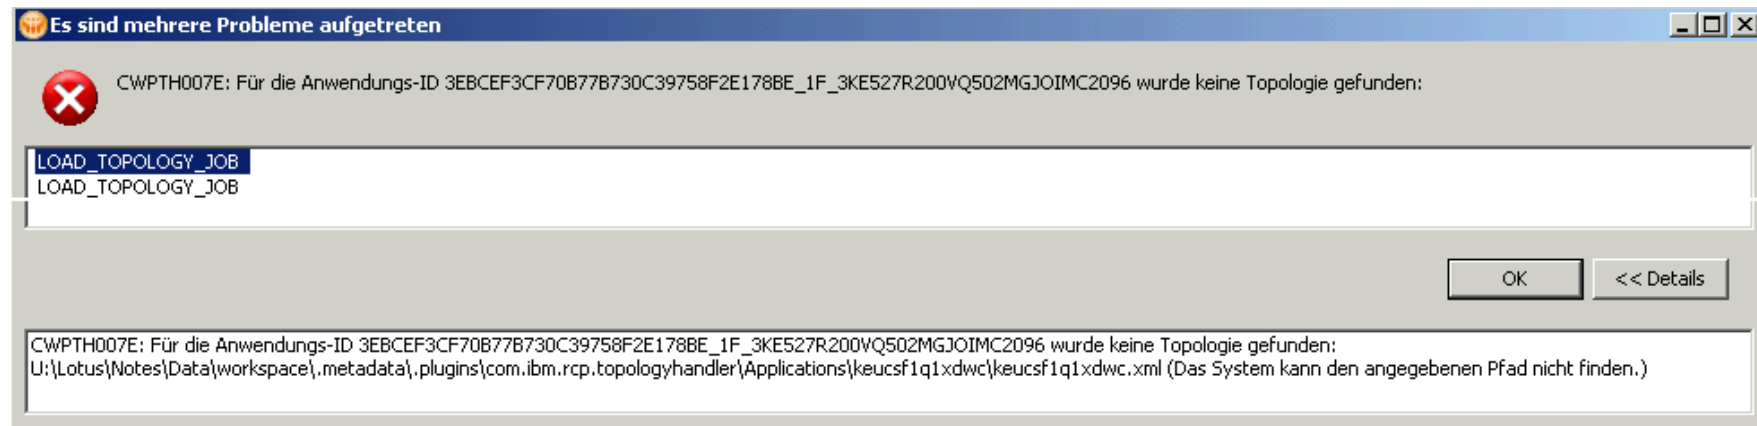 Es sind mehrere Probleme aufgetreten
CWPTH007E: Für die Anwendungs-ID 3EBCEF3CF70B77B730C39758F2E178BE_1F_3KE527R200VQ502MGJOIMC2096 wurde keine Topologie gefunden:
LOAD_TOPOLOGY_JOB
LOAD_TOPOLOGY_JOB
OK
<< Details
CWPTH007E: Für die Anwendungs-ID 3EBCEF3CF70B77B730C39758F2E178BE_1F_3KE527R200VQ502MGJOIMC2096 wurde keine Topologie gefunden:
U:\Lotus\Notes\Data\workspace\.metadata\.plugins\com.ibm.rcp.topologyhandler\Applications\keucsf1q1xdwc\keucsf1q1xdwc.xml (Das System kann den angegebenen Pfad nicht finden.)